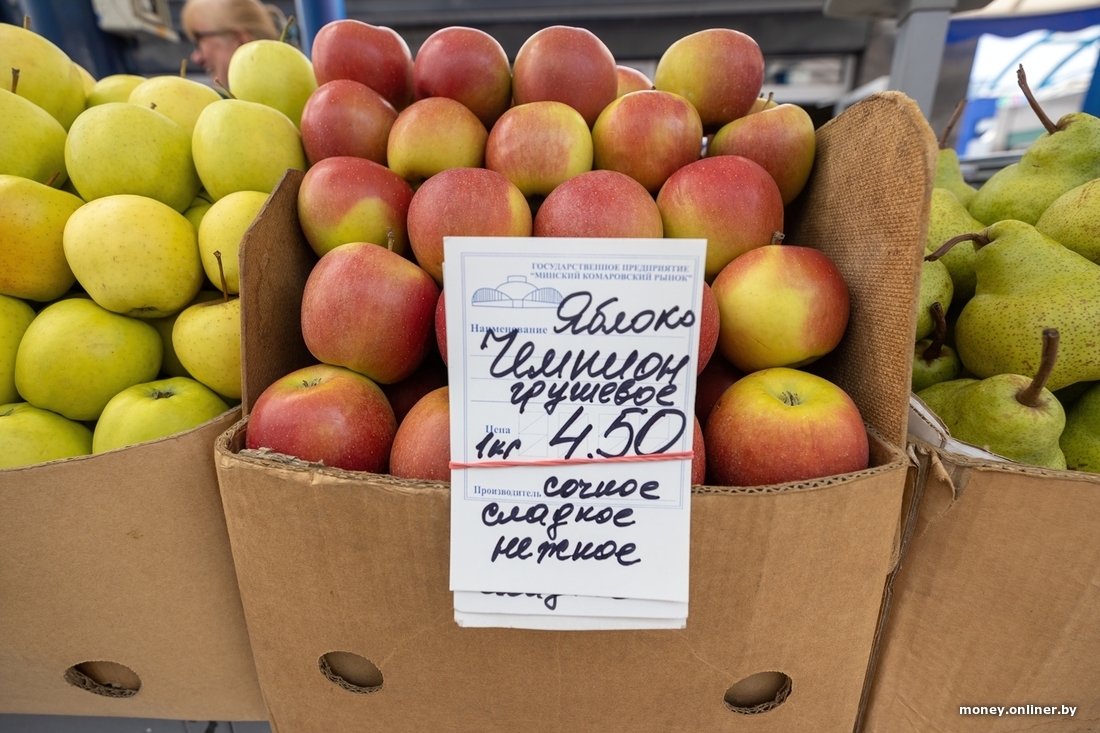 ГОСУДАРСТВЕННОЕ ПРЕДПРИЯТИЕ
"МИНСКИЙ КОМАРОВСКИЙ РЫНОК"
Наименование Яблоко
Чемпион
грушевое
Цена
1кг 4.50
Производитель сочное
сладкое
нежное
money.onliner.by